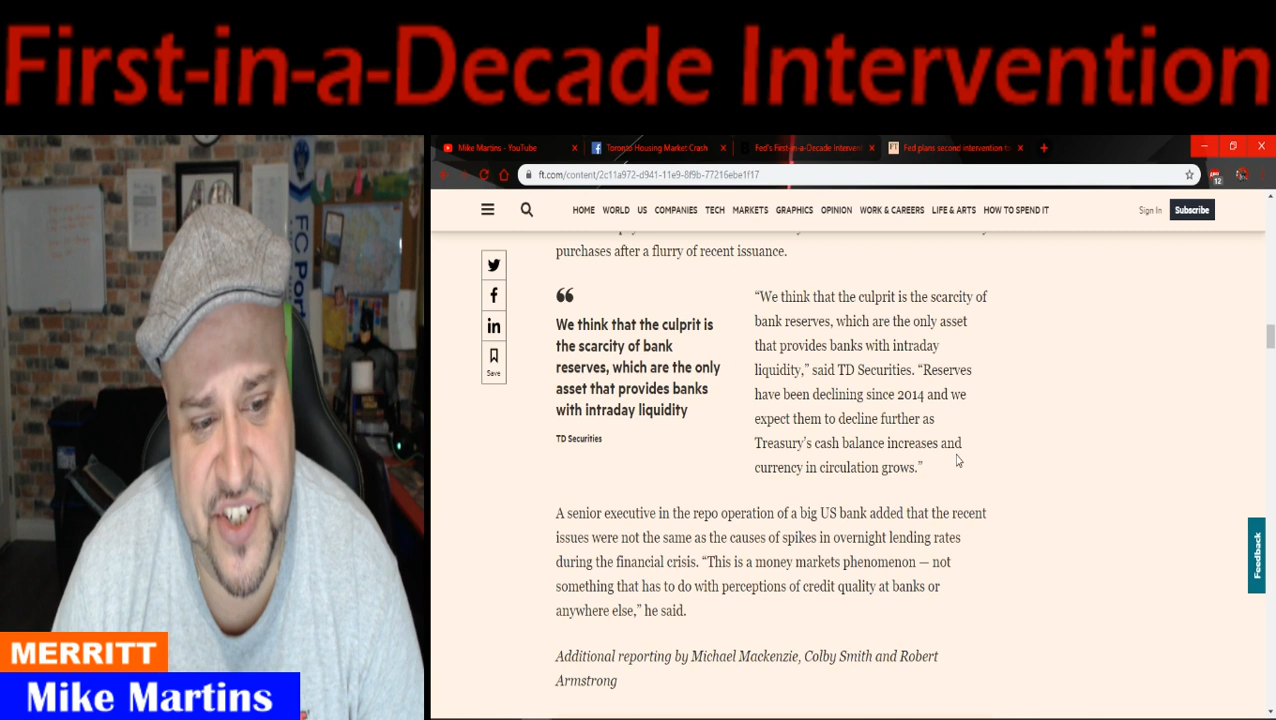 First-in-a-Decade Intervention
Mike Martins - YouTube
Toronto Housing Market Crash
Fed's First-in-a-Decade Intervent
Fed plans second intervention to
ft.com/content/2c11a972-d941-11e9-8f9b-77216ebe1f17
12
HOME WORLD US COMPANIES TECH MARKETS GRAPHICS OPINION WORK & CAREERS LIFE & ARTS HOW TO SPEND IT
Sign In Subscribe
purchases after a flurry of recent issuance.
We think that the culprit is
the scarcity of bank
reserves, which are the only
asset that provides banks
with intraday liquidity
TD Securities
“We think that the culprit is the scarcity of
bank reserves, which are the only asset
that provides banks with intraday
liquidity,” said TD Securities. “Reserves
have been declining since 2014 and we
expect them to decline further as
Treasury’s cash balance increases and
currency in circulation grows.”
Save
A senior executive in the repo operation of a big US bank added that the recent
issues were not the same as the causes of spikes in overnight lending rates
during the financial crisis. “This is a money markets phenomenon — not
something that has to do with perceptions of credit quality at banks or
anywhere else,” he said.
Additional reporting by Michael Mackenzie, Colby Smith and Robert
Armstrong
Feedback
FC Port
MERRITT
Mike Martins